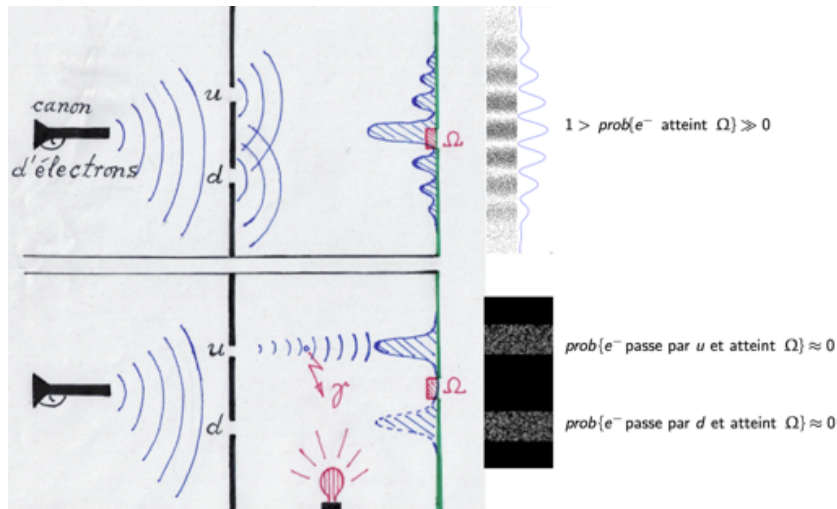 canon
d'électrons
u
d
Ω
1 > prob{e⁻ atteint Ω} ≫ 0
u
d
γ
Ω
prob{e⁻ passe par u et atteint Ω} ≈ 0
prob{e⁻ passe par d et atteint Ω} ≈ 0